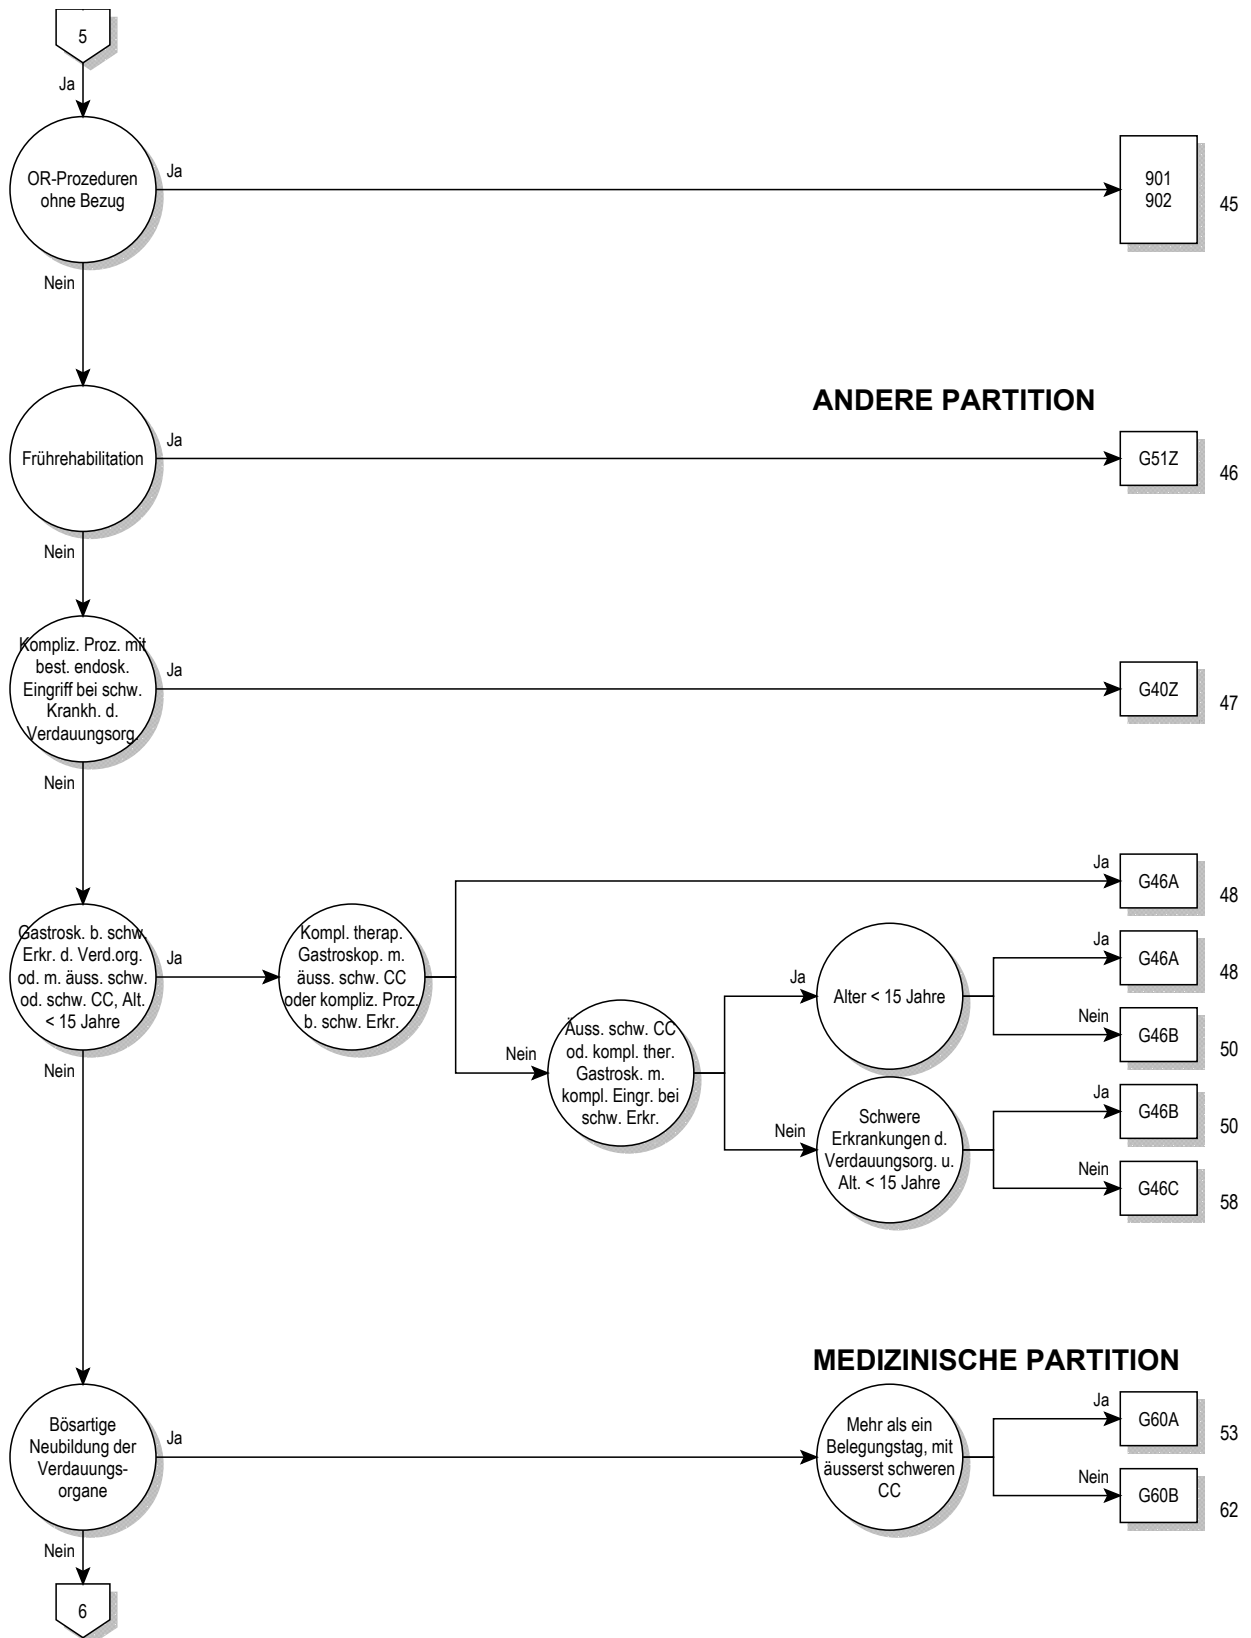 5
Ja
OR-Prozeduren
ohne Bezug
Ja
901
902
45
Nein
ANDERE PARTITION
Frührehabilitation
Ja
G51Z
46
Nein
Kompliz. Proz. mit
best. endosk.
Eingriff bei schw.
Krankh. d.
Verdauungsorg.
Ja
G40Z
47
Nein
Gastrosk. b. schw.
Erkr. d. Verd.org.
od. m. äuss. schw.
od. schw. CC, Alt.
< 15 Jahre
Ja
Kompl. therap.
Gastroskop. m.
äuss. schw. CC
oder kompliz. Proz.
b. schw. Erkr.
Ja
G46A
48
Nein
Äuss. schw. CC
od. kompl. ther.
Gastrosk. m.
kompl. Eingr. bei
schw. Erkr.
Ja
Alter < 15 Jahre
Ja
G46A
48
Nein
G46B
50
Nein
Schwere
Erkrankungen d.
Verdauungsorg. u.
Alt. < 15 Jahre
Ja
G46B
50
Nein
G46C
58
Nein
MEDIZINISCHE PARTITION
Bösartige
Neubildung der
Verdauungs-
organe
Ja
Mehr als ein
Belegungstag, mit
äusserst schweren
CC
Ja
G60A
53
Nein
G60B
62
Nein
6